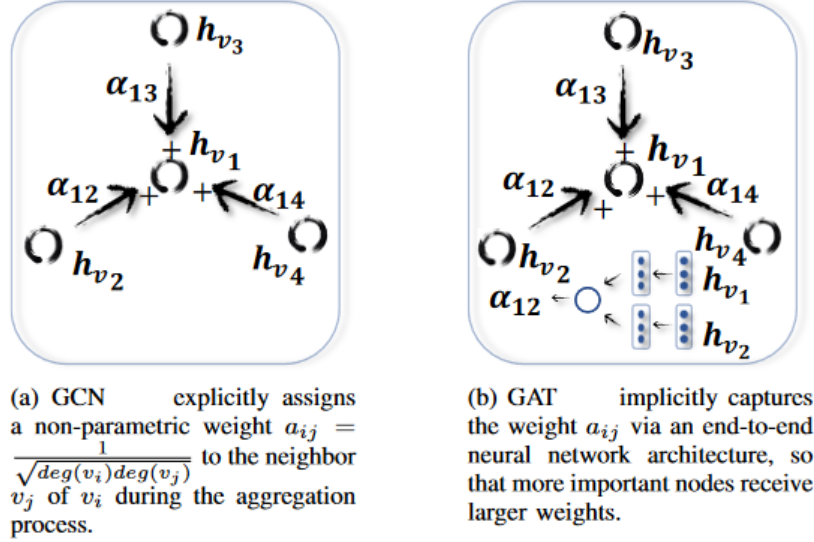 h_{v_3}
α_{13}
+ h_{v_1}
α_{12} + + α_{14}
h_{v_2} h_{v_4}
(a) GCN explicitly assigns
a non-parametric weight a_{ij} =
\frac{1}{\sqrt{deg(v_i)deg(v_j)}} to the neighbor
v_j of v_i during the aggregation
process.
h_{v_3}
α_{13}
+ h_{v_1}
α_{12} + + α_{14}
h_{v_2} h_{v_4}
α_{12} h_{v_1}
h_{v_2}
(b) GAT implicitly captures
the weight a_{ij} via an end-to-end
neural network architecture, so
that more important nodes receive
larger weights.